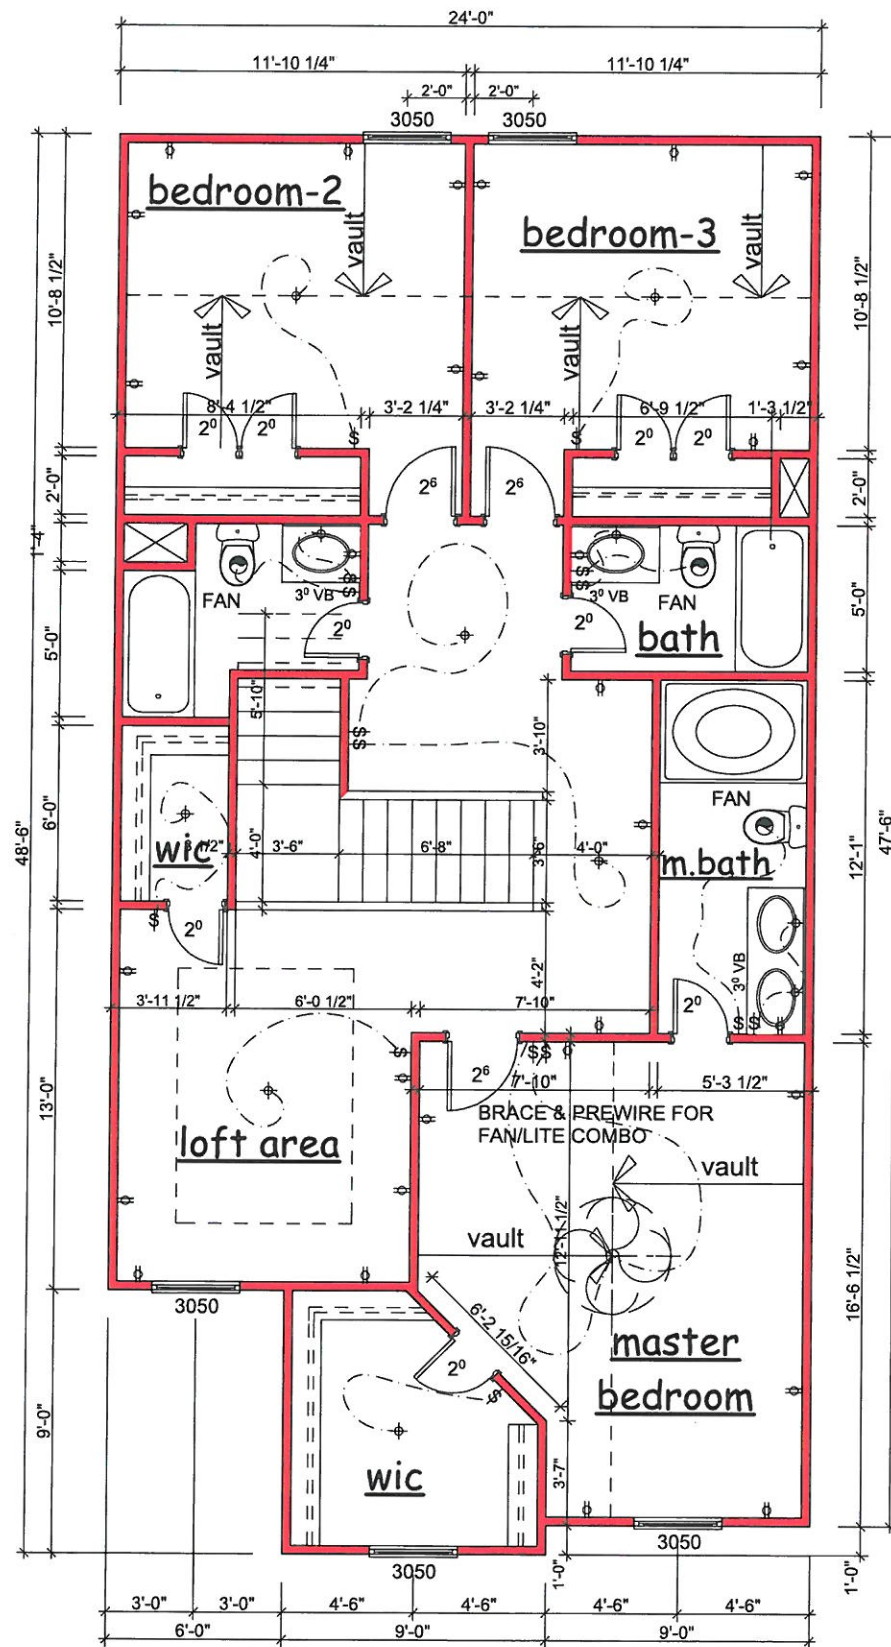 24'-0"
11'-10 1/4" 11'-10 1/4"
2'-0" 2'-0"
3050 3050
bedroom-2
bedroom-3
vault vault
10'-8 1/2" 10'-8 1/2"
vault vault
8'-4 1/2" 3'-2 1/4" 3'-2 1/4" 6'-9 1/2" 1'-3 1/2"
2⁰ 2⁰ 2⁰ 2⁰
$ $
2⁶ 2⁶
2'-0" 2'-0"
1'-4"
FAN 3⁰ VB 3⁰ VB FAN
$ $ $ $
2⁰ 2⁰
bath
5'-0" 5'-0"
5'-10"
$$
3'-10"
FAN
6'-0"
48'-6" 47'-6"
wic 3'-6" 6'-8" 4'-0"
4'-0" 3'-6"
m.bath
12'-1"
$ 2⁰
3⁰ VB
4'-2"
3'-11 1/2" 6'-0 1/2" 7'-10"
2⁰ $ $
$ $$
2⁶ 7'-10" 5'-3 1/2"
13'-0"
BRACE & PREWIRE FOR
FAN/LITE COMBO
loft area
vault
vault
12'-11 1/2"
16'-6 1/2"
3050
6'-2 15/16"
master
bedroom
2⁰
$
9'-0"
wic
3'-7"
3050
3050
1'-0" 1'-0"
3'-0" 3'-0" 4'-6" 4'-6" 4'-6" 4'-6"
6'-0" 9'-0" 9'-0"